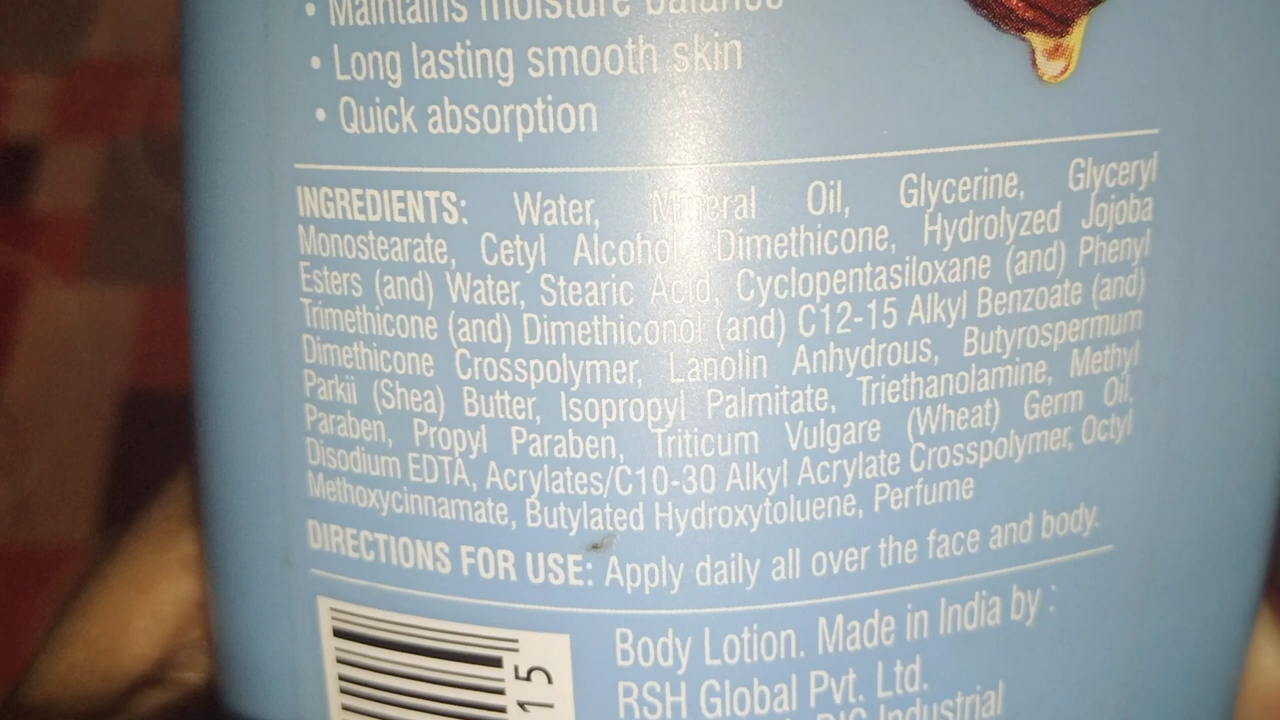 • Maintains moisture balance
• Long lasting smooth skin
• Quick absorption
INGREDIENTS: Water, Mineral Oil, Glycerine, Glyceryl
Monostearate, Cetyl Alcohol, Dimethicone, Hydrolyzed Jojoba
Esters (and) Water, Stearic Acid, Cyclopentasiloxane (and) Phenyl
Trimethicone (and) Dimethiconol (and) C12-15 Alkyl Benzoate (and)
Dimethicone Crosspolymer, Lanolin Anhydrous, Butyrospermum
Parkii (Shea) Butter, Isopropyl Palmitate, Triethanolamine, Methyl
Paraben, Propyl Paraben, Triticum Vulgare (Wheat) Germ Oil,
Disodium EDTA, Acrylates/C10-30 Alkyl Acrylate Crosspolymer, Octyl
Methoxycinnamate, Butylated Hydroxytoluene, Perfume
DIRECTIONS FOR USE: Apply daily all over the face and body.
15
Body Lotion. Made in India by :
RSH Global Pvt. Ltd.
Industrial